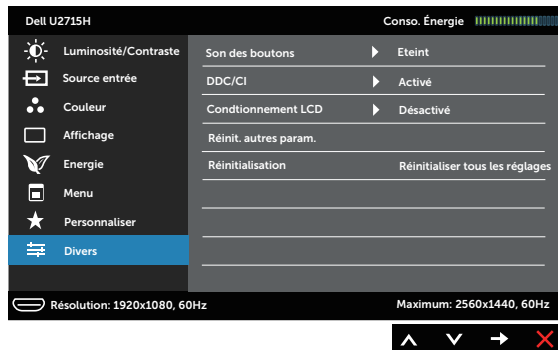 Dell U2715H Conso. Énergie
Luminosité/Contraste Son des boutons Eteint
Source entrée DDC/CI Activé
Couleur Condtionnement LCD Désactivé
Affichage Réinit. autres param.
Energie Réinitialisation Réinitialiser tous les réglages
Menu
Personnaliser
Divers
Résolution: 1920x1080, 60Hz Maximum: 2560x1440, 60Hz